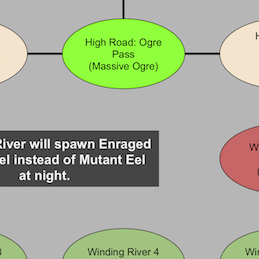 High Road: Ogre
Pass
(Massive Ogre)
River will spawn Enraged
instead of Mutant Eel
at night.
Winding River 4